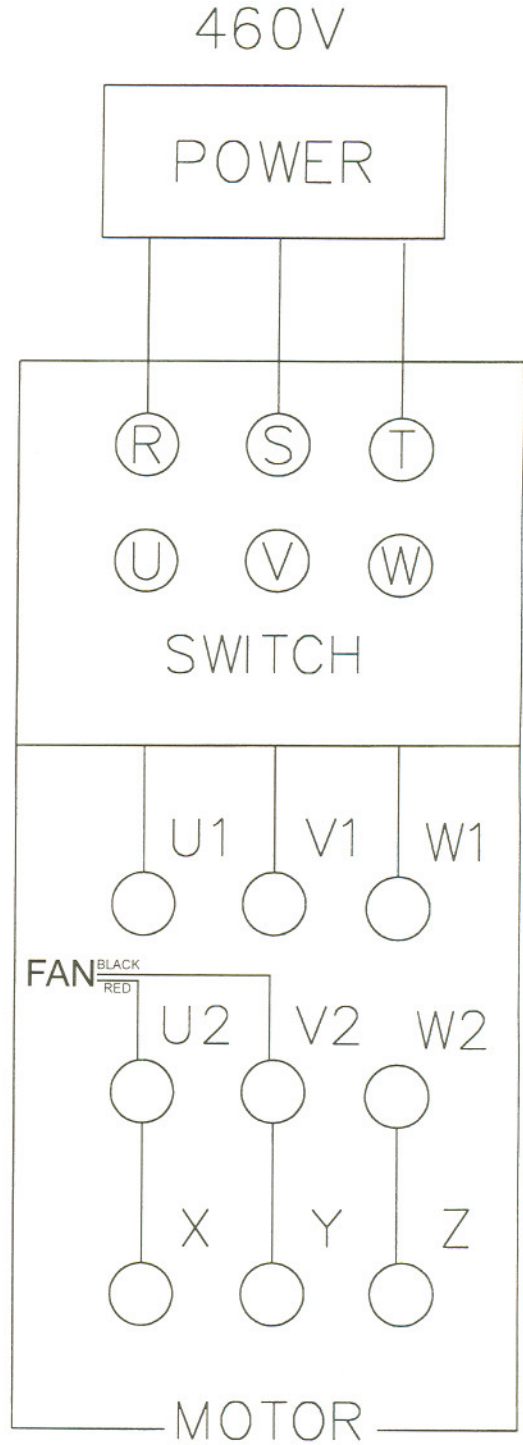 460V
POWER
R S T
U V W
SWITCH
U1 V1 W1
FAN BLACK
RED
U2 V2 W2
X Y Z
MOTOR